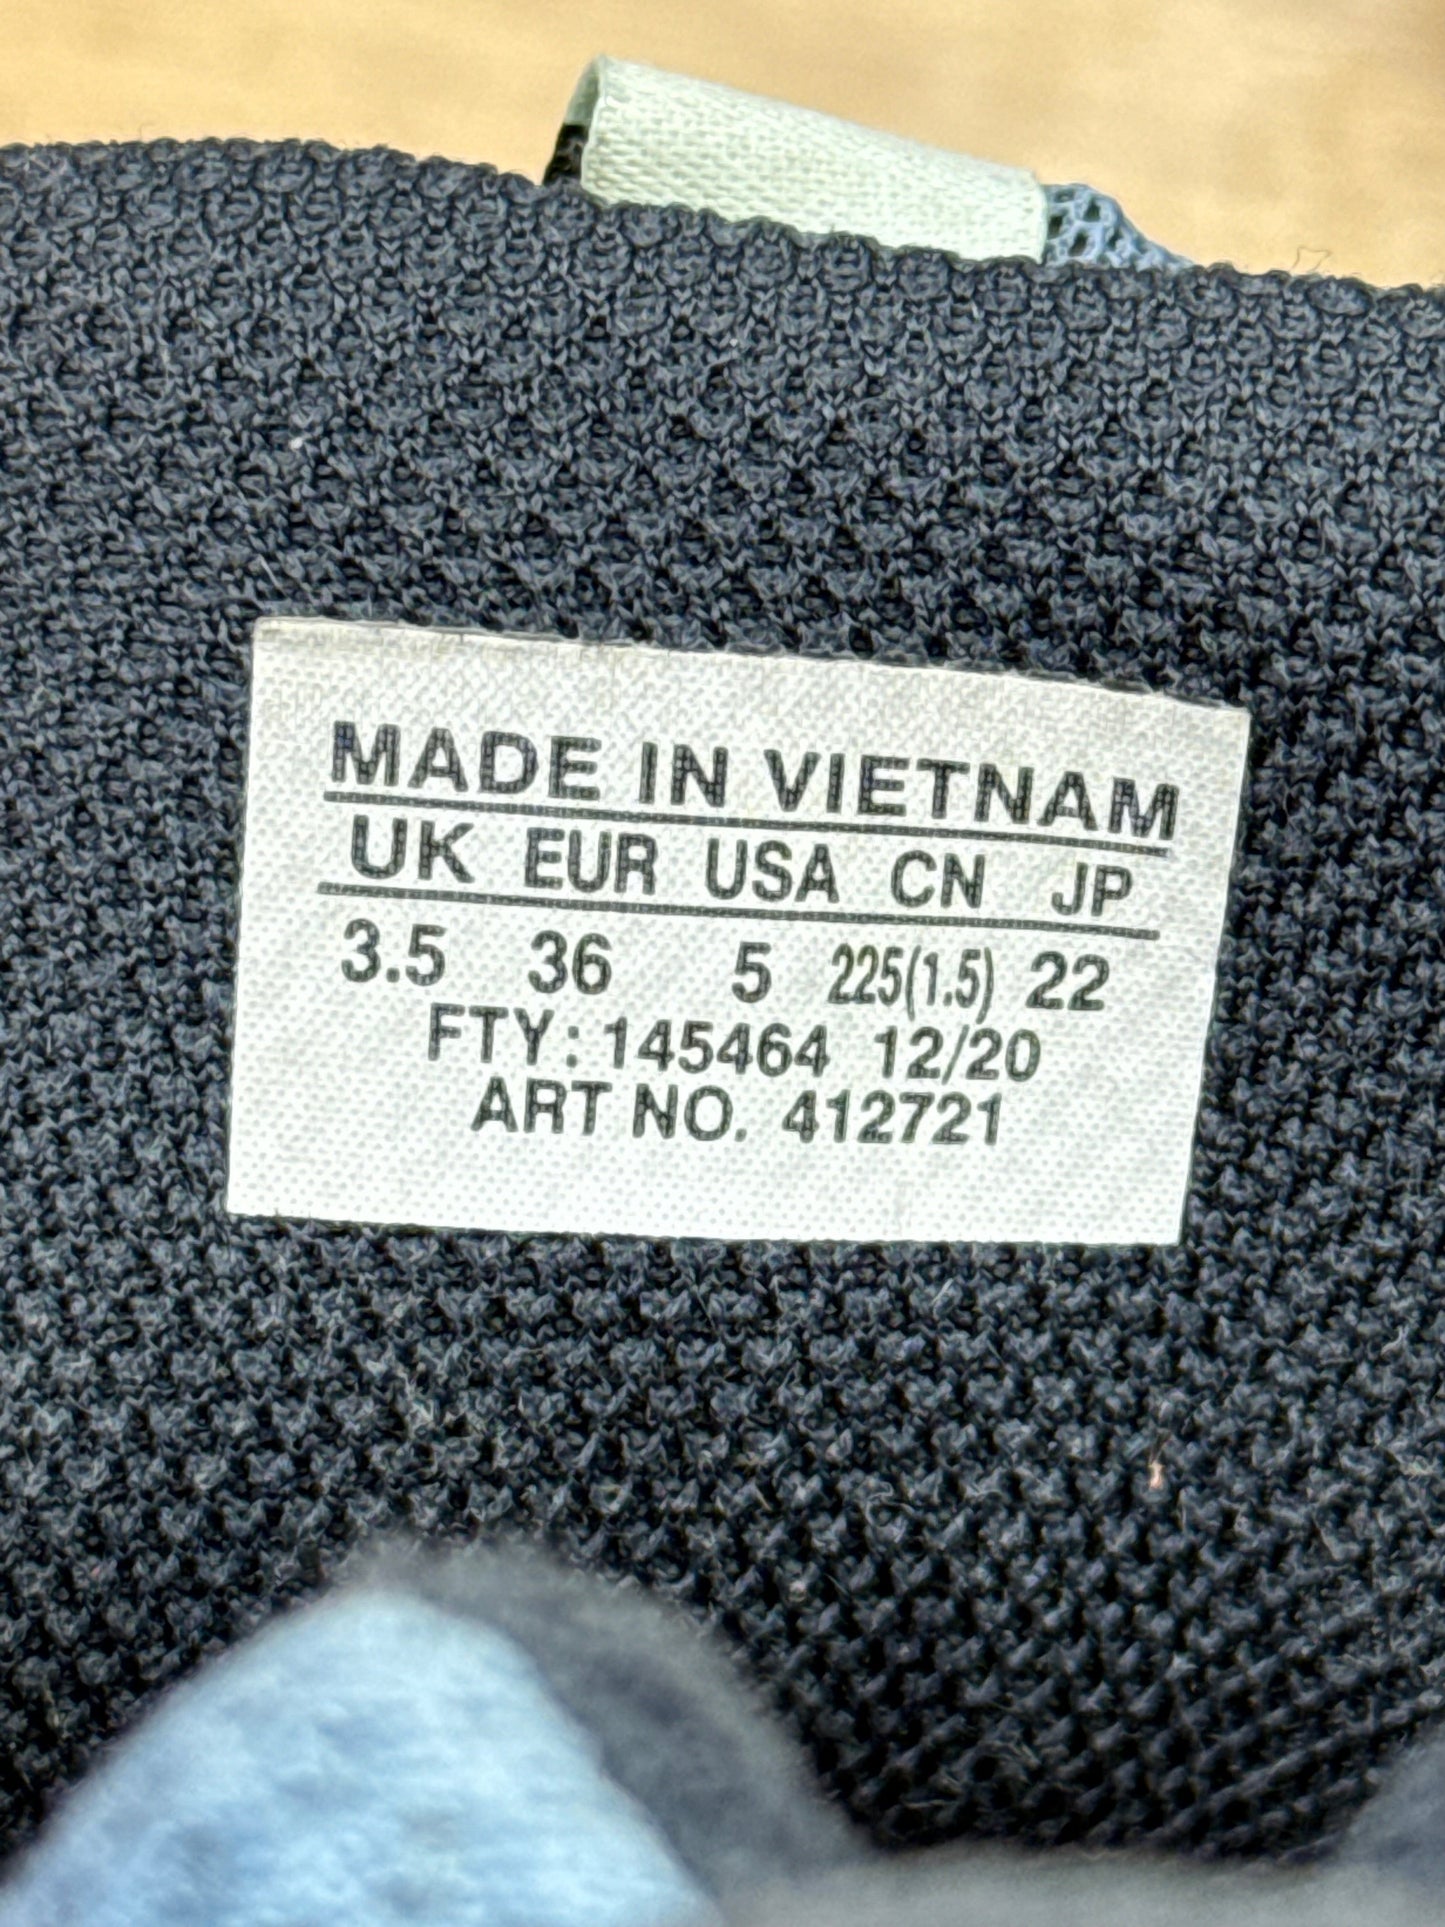 MADE IN VIETNAM
UK EUR USA CN JP
3.5 36 5 225(1.5) 22
FTY: 145464 12/20
ART NO. 412721